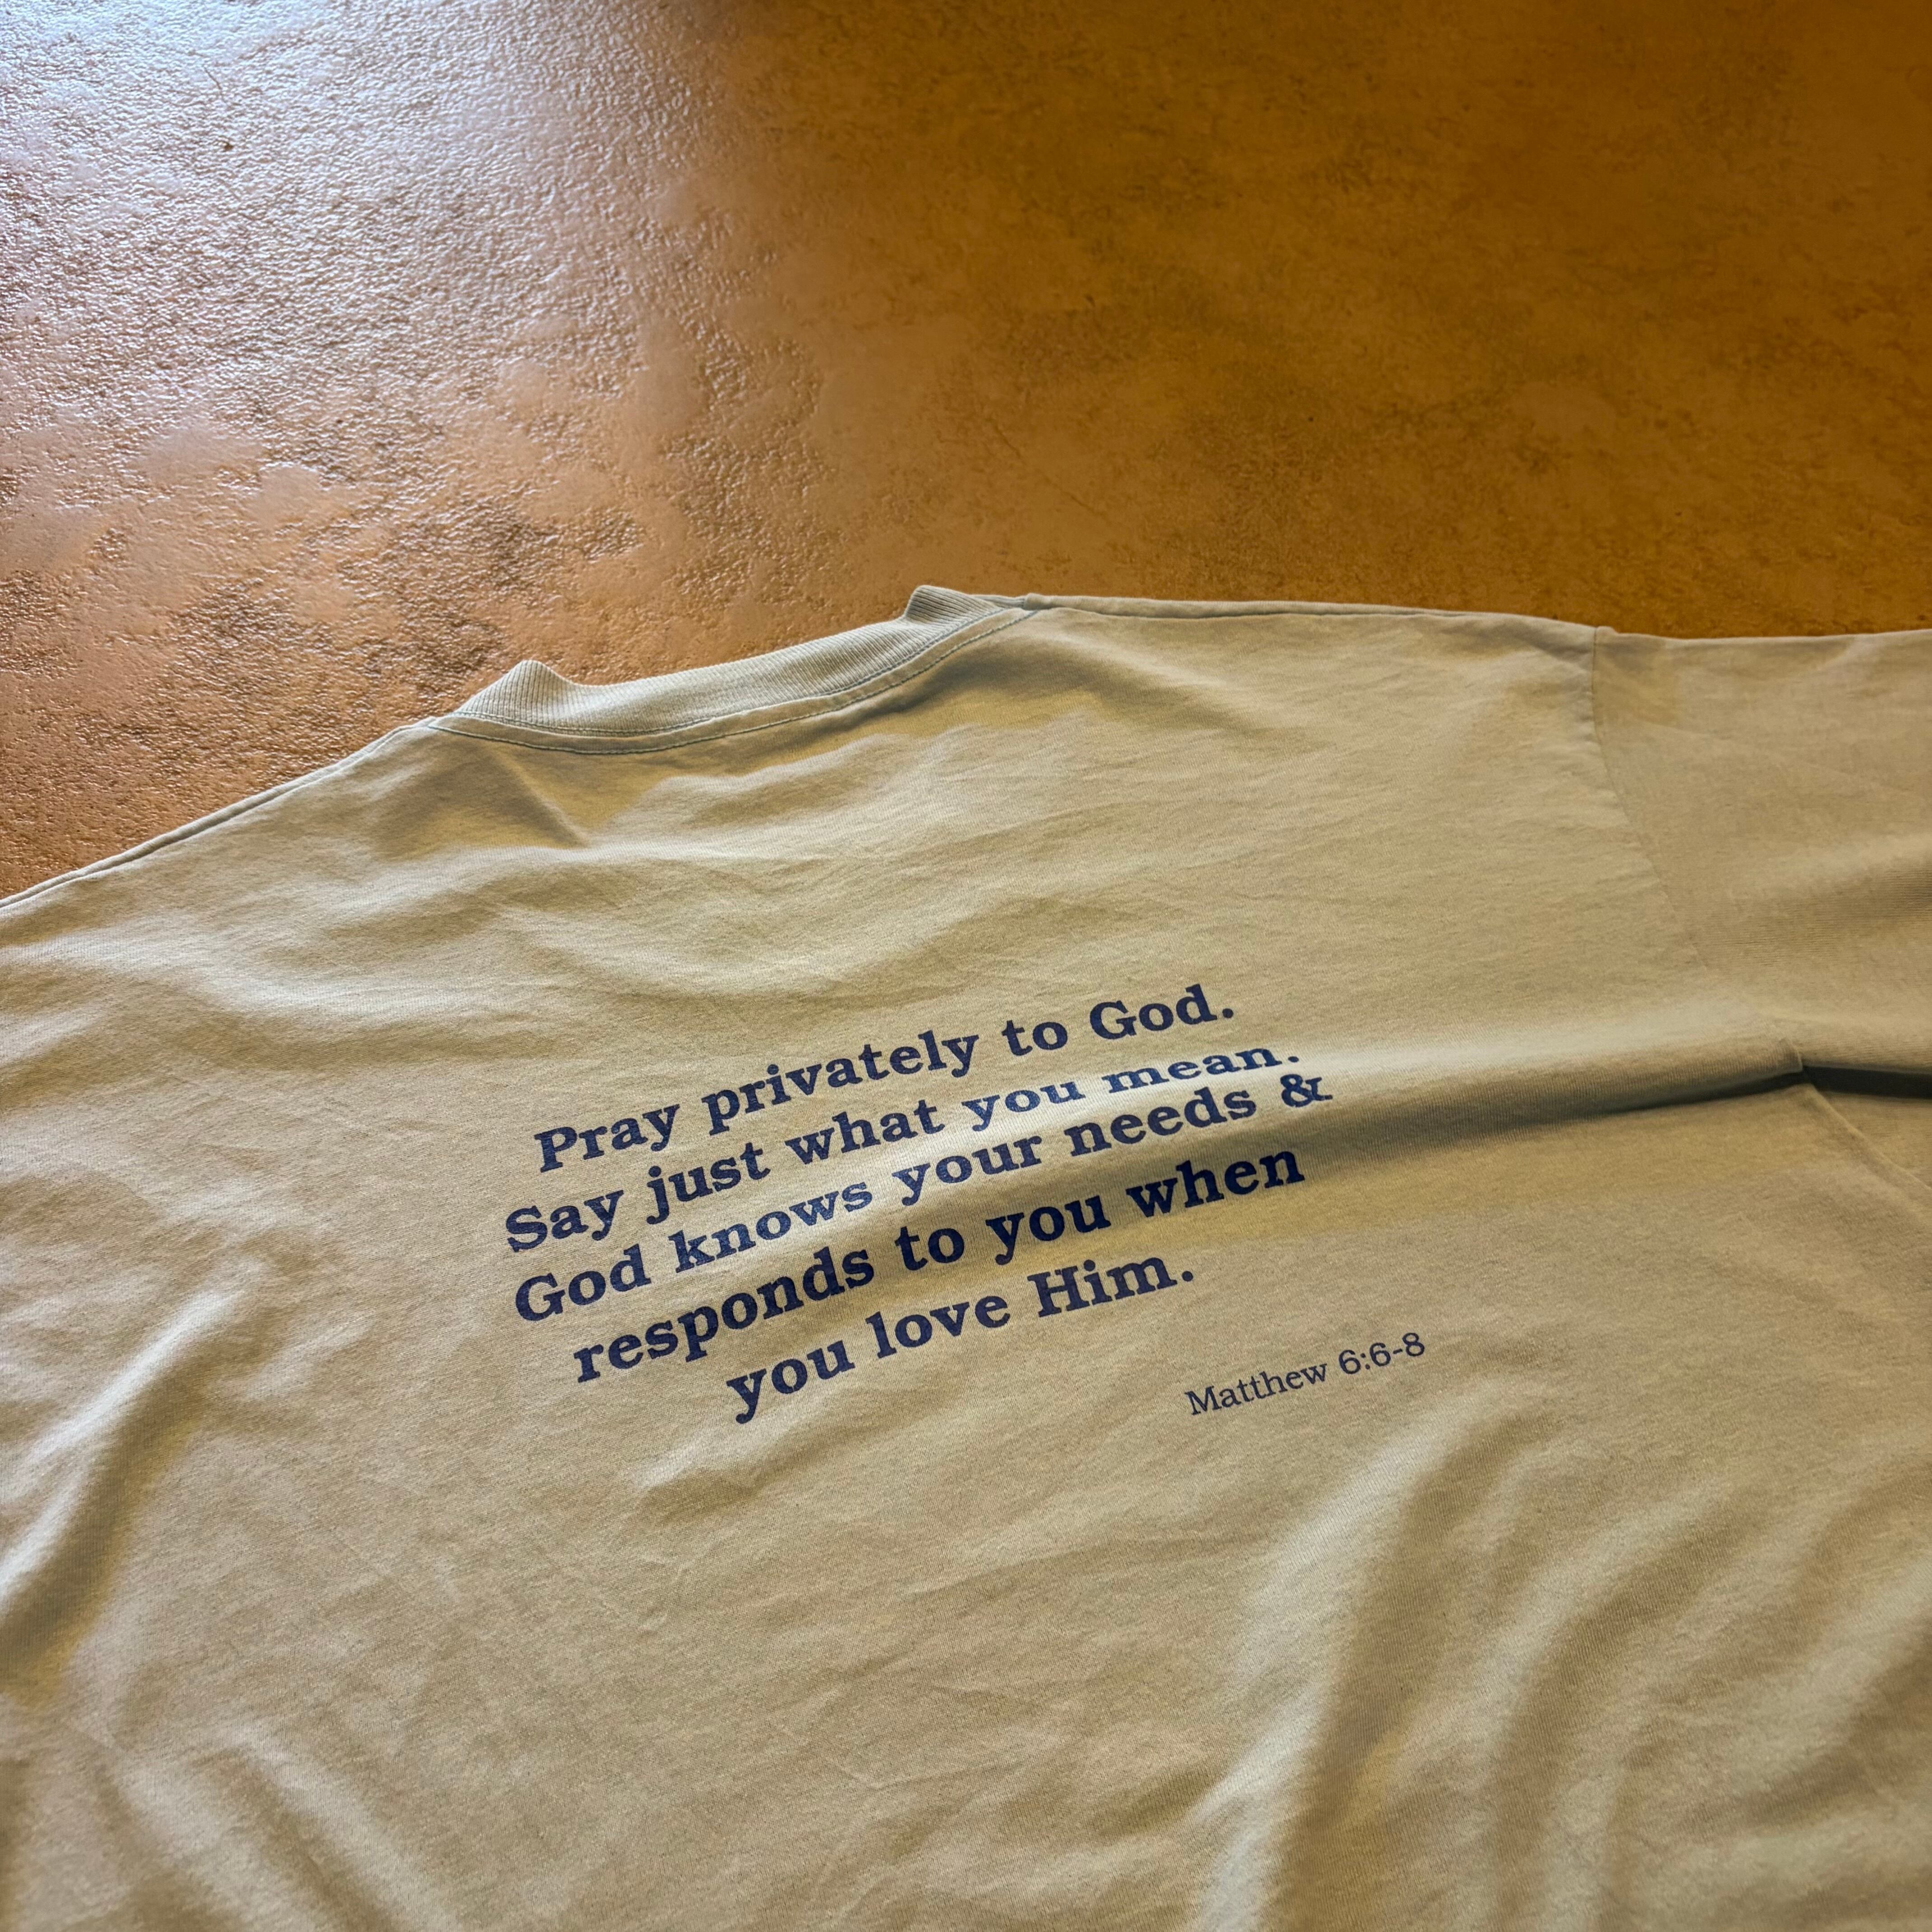 Pray privately to God.
Say just what you mean.
God knows your needs &
responds to you when
you love Him.
Matthew 6:6-8